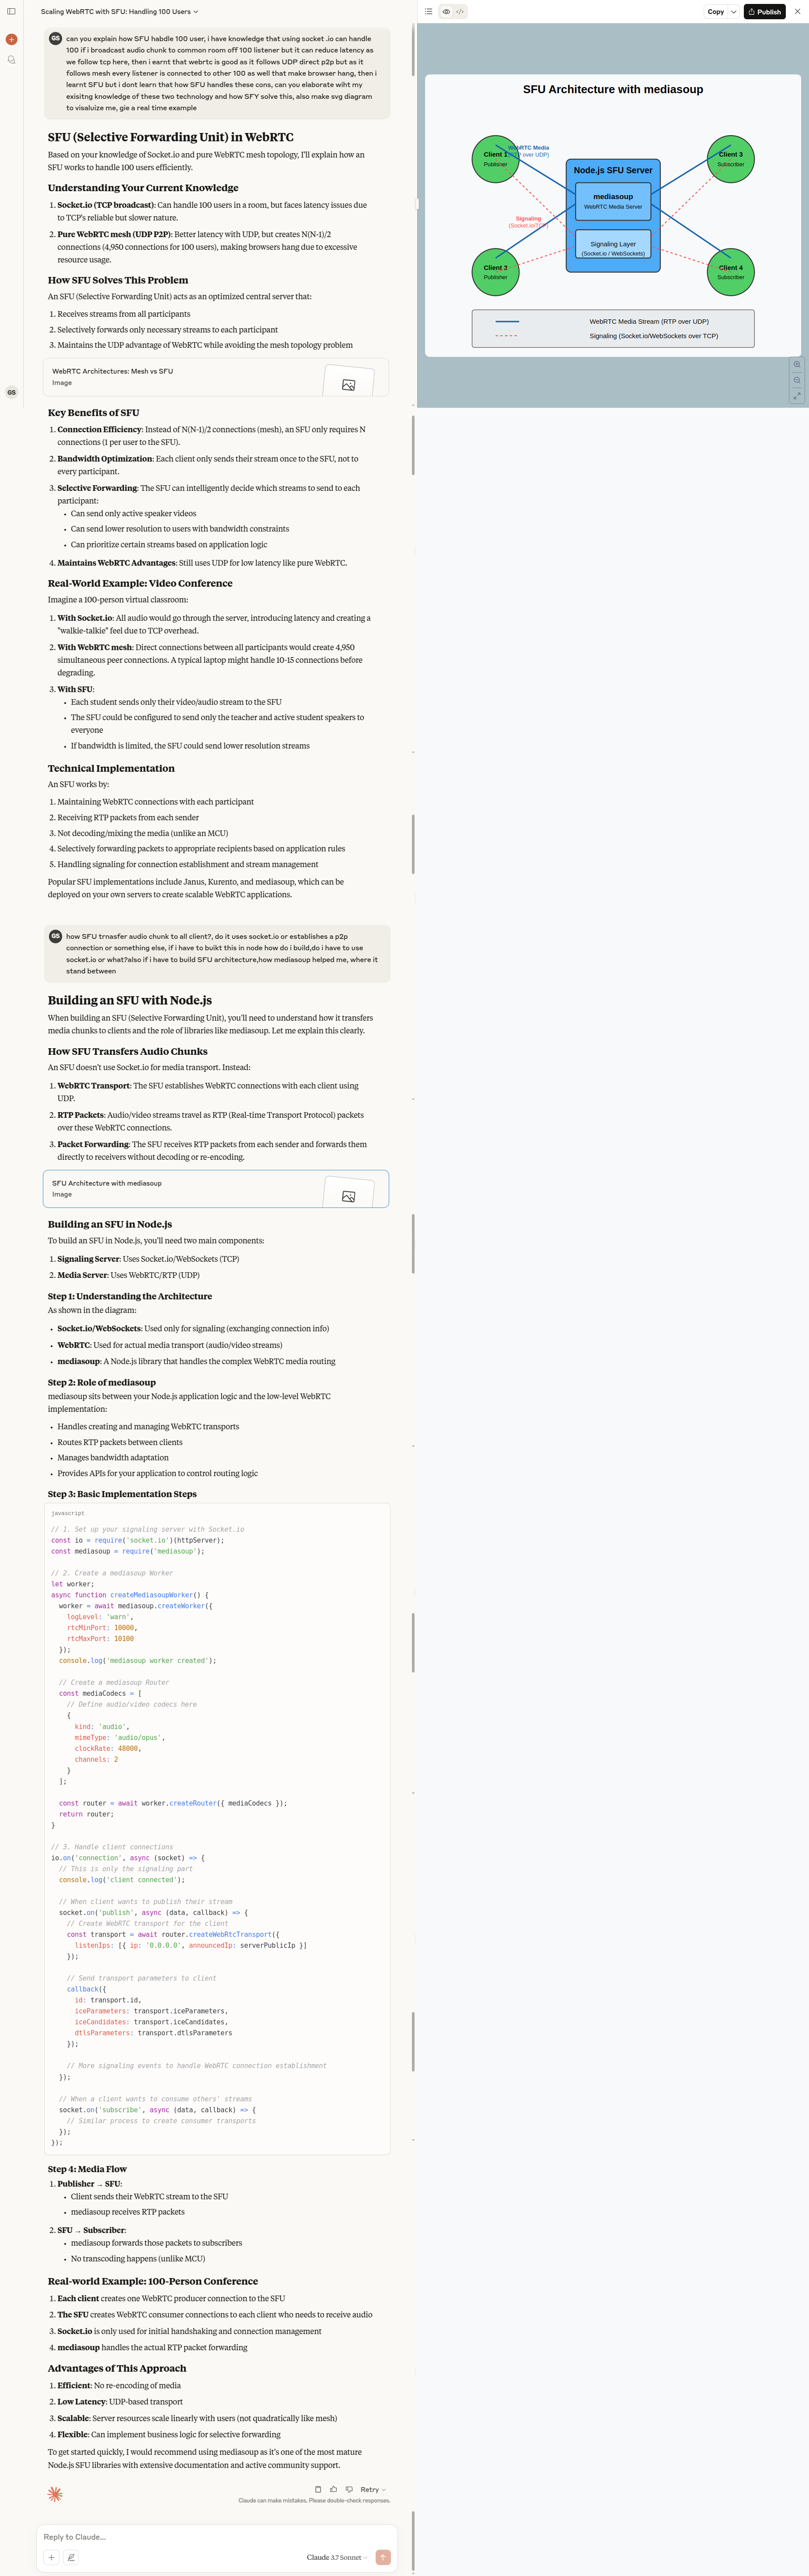 Scaling WebRTC with SFU: Handling 100 Users
GS
can you explain how SFU habdle 100 user, i have knowledge that using socket .io can handle
100 if i broadcast audio chunk to common room off 100 listener but it can reduce latency as
we follow tcp here, then i earnt that webrtc is good as it follows UDP direct p2p but as it
follows mesh every listener is connected to other 100 as well that make browser hang, then i
learnt SFU but i dont learn that how SFU handles these cons, can you elaborate wiht my
exisitng knowledge of these two technology and how SFY solve this, also make svg diagram
to visaluize me, gie a real time example
SFU (Selective Forwarding Unit) in WebRTC
Based on your knowledge of Socket.io and pure WebRTC mesh topology, I'll explain how an
SFU works to handle 100 users efficiently.
Understanding Your Current Knowledge
1. Socket.io (TCP broadcast): Can handle 100 users in a room, but faces latency issues due
to TCP's reliable but slower nature.
2. Pure WebRTC mesh (UDP P2P): Better latency with UDP, but creates N(N-1)/2
connections (4,950 connections for 100 users), making browsers hang due to excessive
resource usage.
How SFU Solves This Problem
An SFU (Selective Forwarding Unit) acts as an optimized central server that:
1. Receives streams from all participants
2. Selectively forwards only necessary streams to each participant
3. Maintains the UDP advantage of WebRTC while avoiding the mesh topology problem
WebRTC Architectures: Mesh vs SFU
Image
Key Benefits of SFU
1. Connection Efficiency: Instead of N(N-1)/2 connections (mesh), an SFU only requires N
connections (1 per user to the SFU).
2. Bandwidth Optimization: Each client only sends their stream once to the SFU, not to
every participant.
3. Selective Forwarding: The SFU can intelligently decide which streams to send to each
participant:
• Can send only active speaker videos
• Can send lower resolution to users with bandwidth constraints
• Can prioritize certain streams based on application logic
4. Maintains WebRTC Advantages: Still uses UDP for low latency like pure WebRTC.
Real-World Example: Video Conference
Imagine a 100-person virtual classroom:
1. With Socket.io: All audio would go through the server, introducing latency and creating a
"walkie-talkie" feel due to TCP overhead.
2. With WebRTC mesh: Direct connections between all participants would create 4,950
simultaneous peer connections. A typical laptop might handle 10-15 connections before
degrading.
3. With SFU:
• Each student sends only their video/audio stream to the SFU
• The SFU could be configured to send only the teacher and active student speakers to
everyone
• If bandwidth is limited, the SFU could send lower resolution streams
Technical Implementation
An SFU works by:
1. Maintaining WebRTC connections with each participant
2. Receiving RTP packets from each sender
3. Not decoding/mixing the media (unlike an MCU)
4. Selectively forwarding packets to appropriate recipients based on application rules
5. Handling signaling for connection establishment and stream management
Popular SFU implementations include Janus, Kurento, and mediasoup, which can be
deployed on your own servers to create scalable WebRTC applications.
GS
how SFU trnasfer audio chunk to all client?, do it uses socket.io or establishes a p2p
connection or something else, if i have to buikt this in node how do i build,do i have to use
socket.io or what?also if i have to build SFU architecture,how mediasoup helped me, where it
stand between
Building an SFU with Node.js
When building an SFU (Selective Forwarding Unit), you'll need to understand how it transfers
media chunks to clients and the role of libraries like mediasoup. Let me explain this clearly.
How SFU Transfers Audio Chunks
An SFU doesn't use Socket.io for media transport. Instead:
1. WebRTC Transport: The SFU establishes WebRTC connections with each client using
UDP.
2. RTP Packets: Audio/video streams travel as RTP (Real-time Transport Protocol) packets
over these WebRTC connections.
3. Packet Forwarding: The SFU receives RTP packets from each sender and forwards them
directly to receivers without decoding or re-encoding.
SFU Architecture with mediasoup
Image
Building an SFU in Node.js
To build an SFU in Node.js, you'll need two main components:
1. Signaling Server: Uses Socket.io/WebSockets (TCP)
2. Media Server: Uses WebRTC/RTP (UDP)
Step 1: Understanding the Architecture
As shown in the diagram:
• Socket.io/WebSockets: Used only for signaling (exchanging connection info)
• WebRTC: Used for actual media transport (audio/video streams)
• mediasoup: A Node.js library that handles the complex WebRTC media routing
Step 2: Role of mediasoup
mediasoup sits between your Node.js application logic and the low-level WebRTC
implementation:
• Handles creating and managing WebRTC transports
• Routes RTP packets between clients
• Manages bandwidth adaptation
• Provides APIs for your application to control routing logic
Step 3: Basic Implementation Steps
javascript
// 1. Set up your signaling server with Socket.io
const io = require('socket.io')(httpServer);
const mediasoup = require('mediasoup');
// 2. Create a mediasoup Worker
let worker;
async function createMediasoupWorker() {
worker = await mediasoup.createWorker({
logLevel: 'warn',
rtcMinPort: 10000,
rtcMaxPort: 10100
});
console.log('mediasoup worker created');
// Create a mediasoup Router
const mediaCodecs = [
// Define audio/video codecs here
{
kind: 'audio',
mimeType: 'audio/opus',
clockRate: 48000,
channels: 2
}
];
const router = await worker.createRouter({ mediaCodecs });
return router;
}
// 3. Handle client connections
io.on('connection', async (socket) => {
// This is only the signaling part
console.log('client connected');
// When client wants to publish their stream
socket.on('publish', async (data, callback) => {
// Create WebRTC transport for the client
const transport = await router.createWebRtcTransport({
listenIps: [{ ip: '0.0.0.0', announcedIp: serverPublicIp }]
});
// Send transport parameters to client
callback({
id: transport.id,
iceParameters: transport.iceParameters,
iceCandidates: transport.iceCandidates,
dtlsParameters: transport.dtlsParameters
});
// More signaling events to handle WebRTC connection establishment
});
// When a client wants to consume others' streams
socket.on('subscribe', async (data, callback) => {
// Similar process to create consumer transports
});
});
Step 4: Media Flow
1. Publisher → SFU:
• Client sends their WebRTC stream to the SFU
• mediasoup receives RTP packets
2. SFU → Subscriber:
• mediasoup forwards those packets to subscribers
• No transcoding happens (unlike MCU)
Real-world Example: 100-Person Conference
1. Each client creates one WebRTC producer connection to the SFU
2. The SFU creates WebRTC consumer connections to each client who needs to receive audio
3. Socket.io is only used for initial handshaking and connection management
4. mediasoup handles the actual RTP packet forwarding
Advantages of This Approach
1. Efficient: No re-encoding of media
2. Low Latency: UDP-based transport
3. Scalable: Server resources scale linearly with users (not quadratically like mesh)
4. Flexible: Can implement business logic for selective forwarding
To get started quickly, I would recommend using mediasoup as it's one of the most mature
Node.js SFU libraries with extensive documentation and active community support.
Retry
Claude can make mistakes. Please double-check responses.
Reply to Claude...
Claude 3.7 Sonnet
GS
Copy
Publish
SFU Architecture with mediasoup
Client 1
Publisher
WebRTC Media
over UDP)
Client 3
Subscriber
Node.js SFU Server
mediasoup
WebRTC Media Server
Signaling
(Socket.io/TCP)
Signaling Layer
(Socket.io / WebSockets)
Client 2
Publisher
Client 4
Subscriber
WebRTC Media Stream (RTP over UDP)
Signaling (Socket.io/WebSockets over TCP)